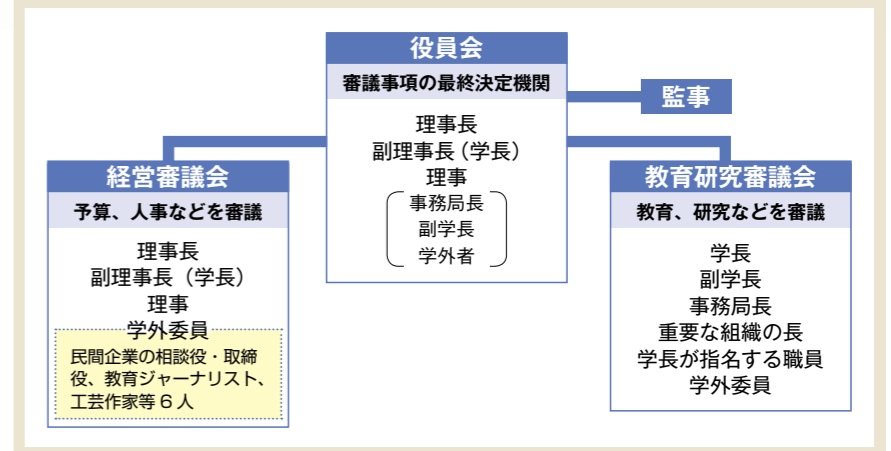 役員会
審議事項の最終決定機関
理事長
副理事長(学長)
理事
事務局長
副学長
学外者
監事
経営審議会
予算、人事などを審議
理事長
副理事長(学長)
理事
学外委員
民間企業の相談役・取締
役、教育ジャーナリスト、
工芸作家等6人
教育研究審議会
教育、研究などを審議
学長
副学長
事務局長
重要な組織の長
学長が指名する職員
学外委員